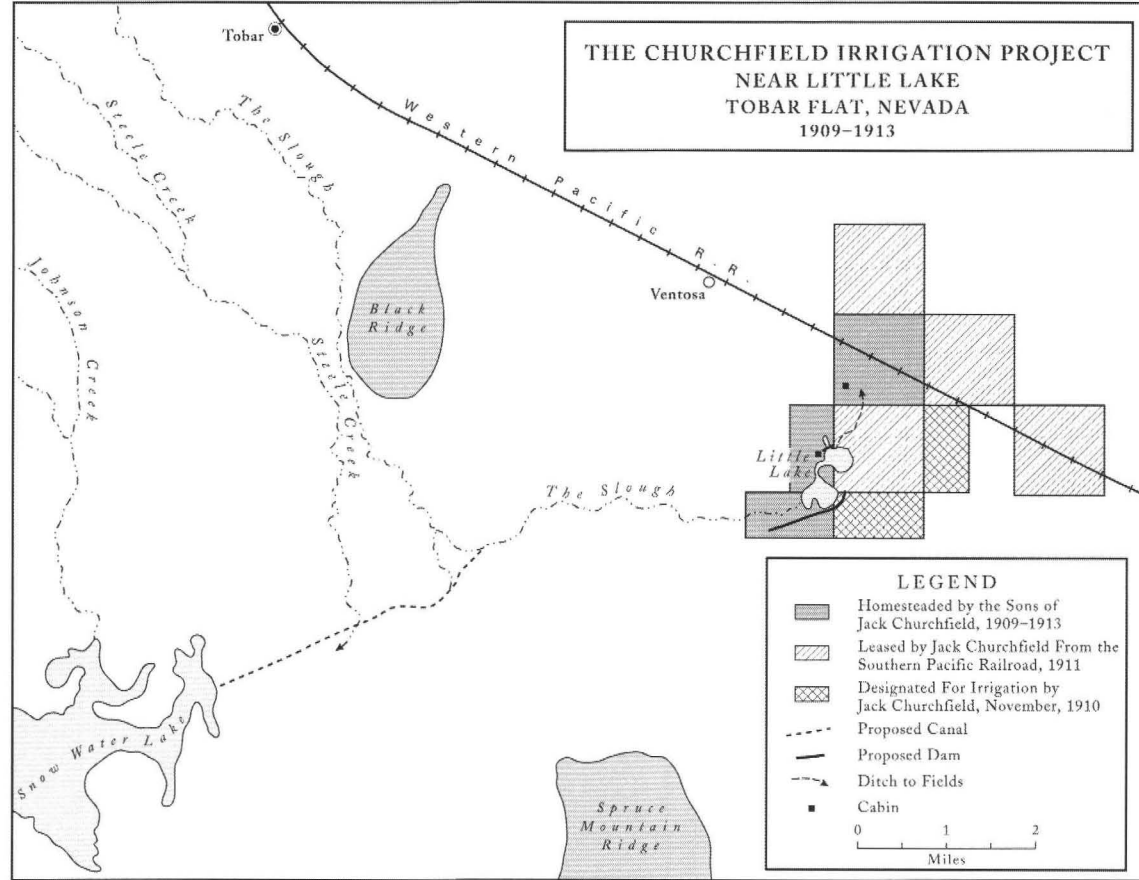 Tobar
THE CHURCHFIELD IRRIGATION PROJECT
NEAR LITTLE LAKE
TOBAR FLAT, NEVADA
1909–1913
Western Pacific R.R.
The Slough
Steele Creek
Johnson Creek
Black
Ridge
Ventosa
Steele Creek
Little
Lake
The Slough
Snow Water Lake
Spruce
Mountain
Ridge
LEGEND
Homesteaded by the Sons of
Jack Churchfield, 1909–1913
Leased by Jack Churchfield From the
Southern Pacific Railroad, 1911
Designated For Irrigation by
Jack Churchfield, November, 1910
Proposed Canal
Proposed Dam
Ditch to Fields
Cabin
0 1 2
Miles